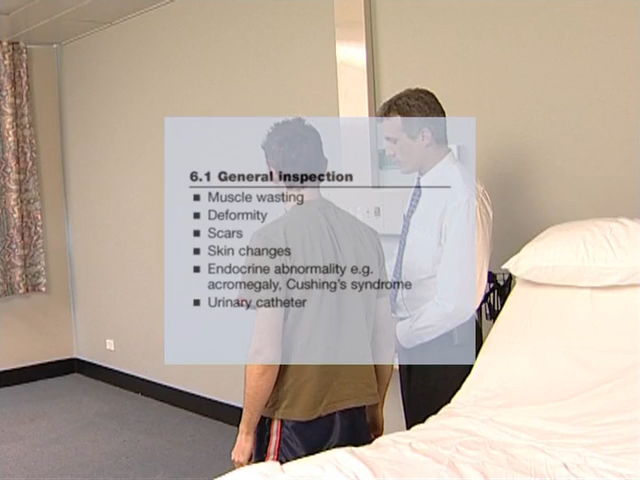 6.1 General inspection
■ Muscle wasting
■ Deformity
■ Scars
■ Skin changes
■ Endocrine abnormality e.g.
acromegaly, Cushing's syndrome
■ Urinary catheter